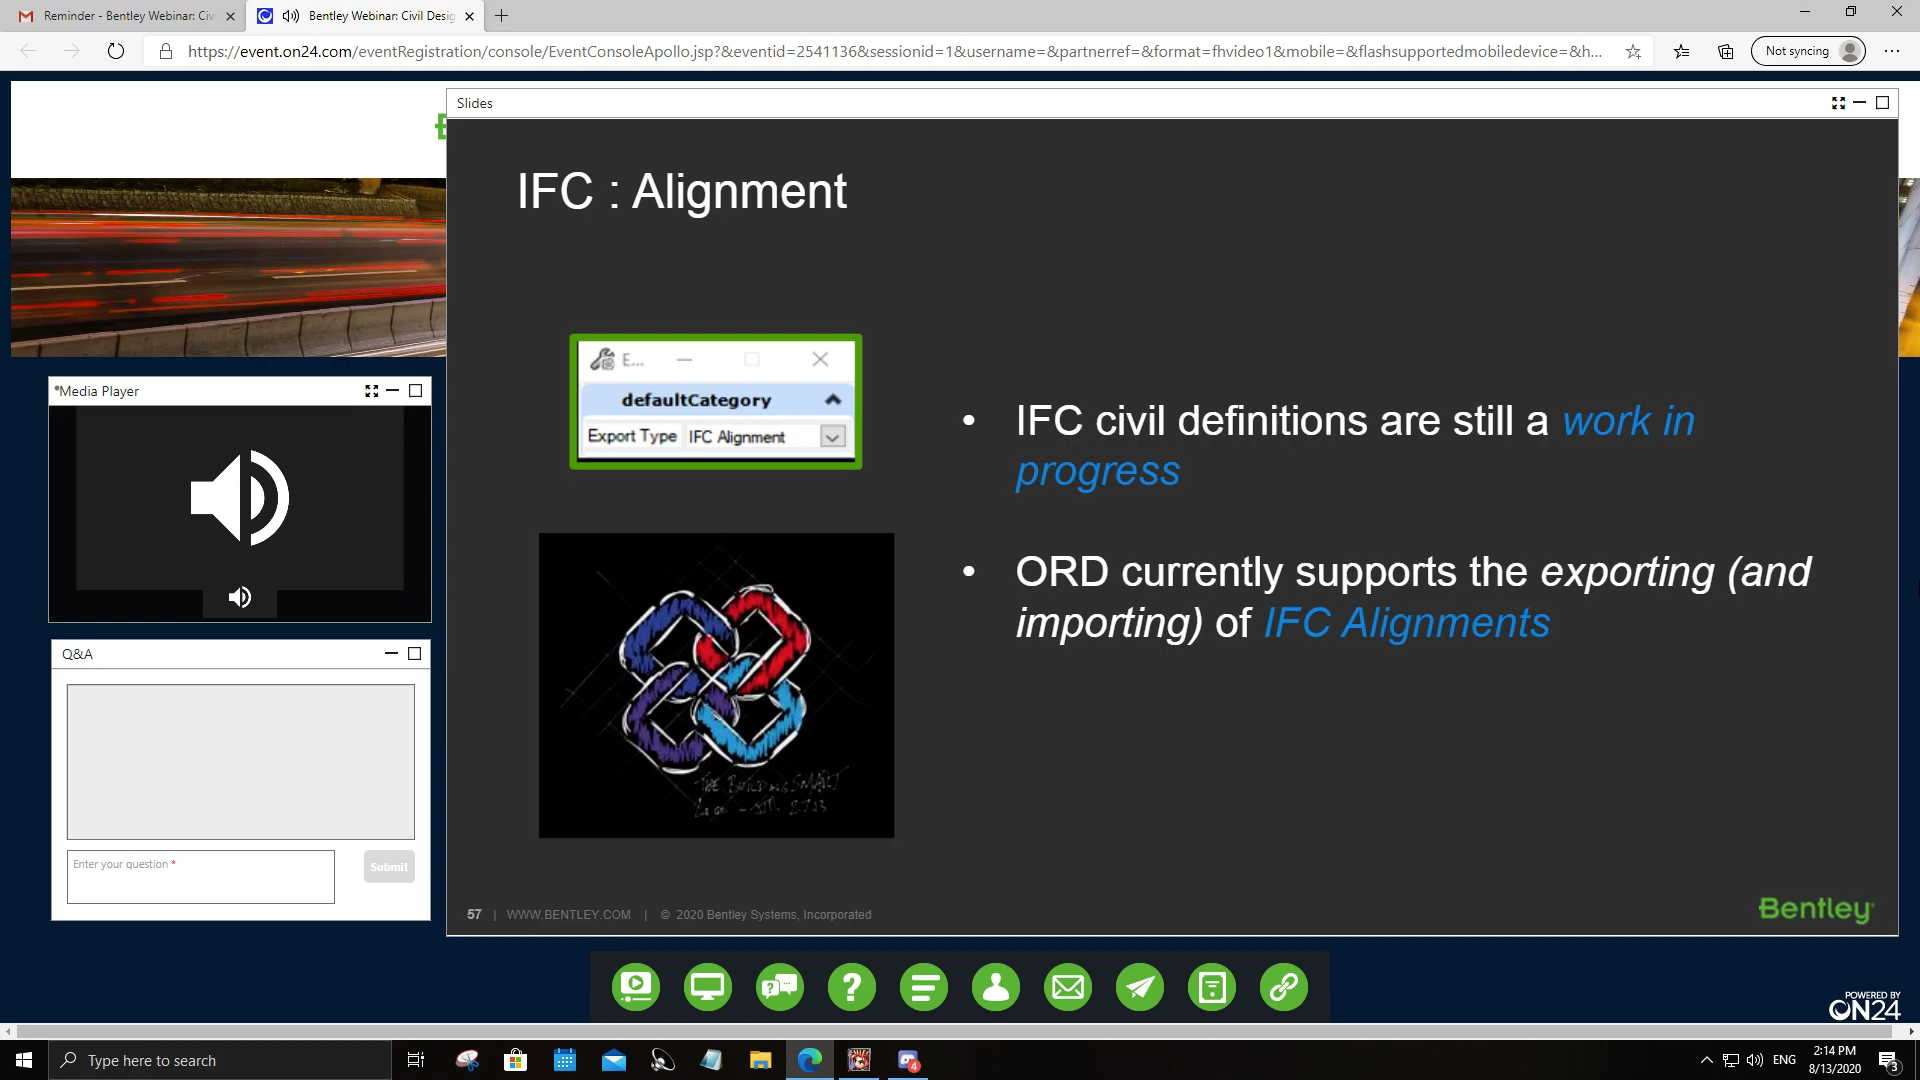 Reminder - Bentley Webinar: Civ
Bentley Webinar: Civil Desig
https://event.on24.com/eventRegistration/console/EventConsoleApollo.jsp?&eventid=2541136&sessionid=1&username=&partnerref=&format=fhvideo1&mobile=&flashsupportedmobiledevice=&h...
Not syncing
Slides
IFC : Alignment
E...
defaultCategory
Export Type IFC Alignment
• IFC civil definitions are still a work in
progress
• ORD currently supports the exporting (and
importing) of IFC Alignments
THE BUILDINGSMART
57 | WWW.BENTLEY.COM | © 2020 Bentley Systems, Incorporated
Bentley
*Media Player
Q&A
Enter your question *
Submit
POWERED BY
ON24
Type here to search
4
ENG
2:14 PM
8/13/2020
3